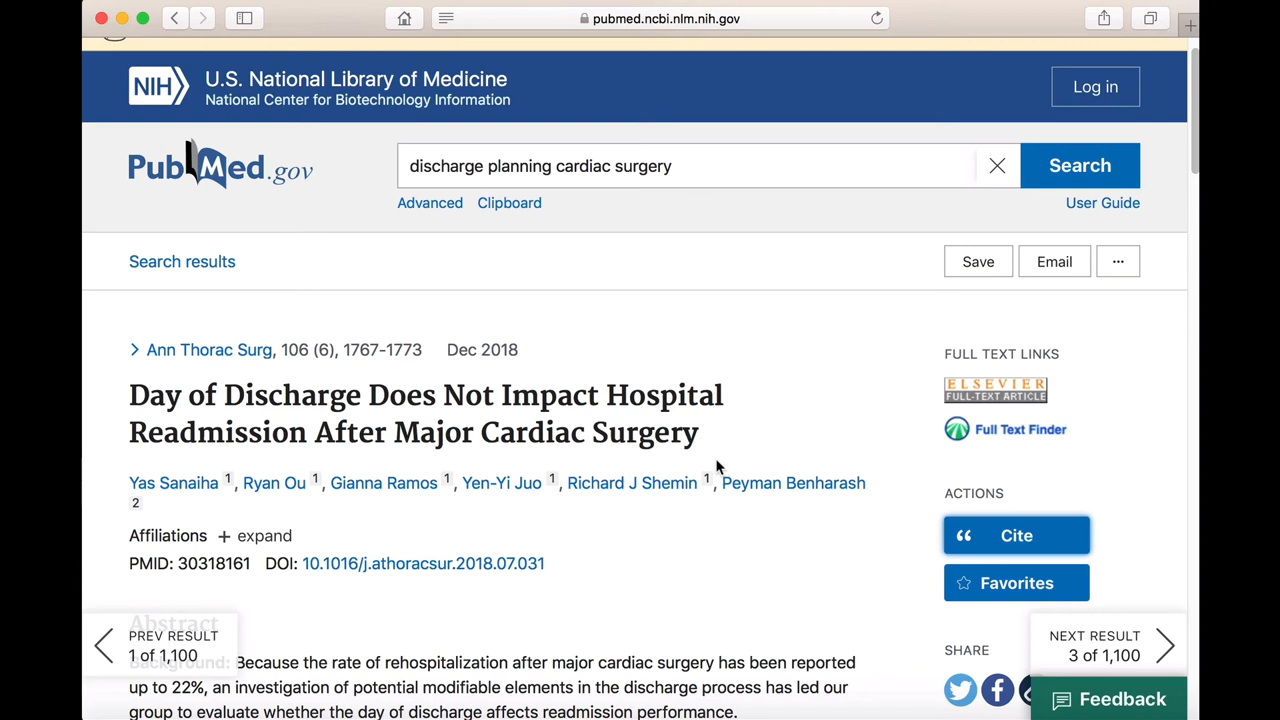 pubmed.ncbi.nlm.nih.gov
NIH
U.S. National Library of Medicine
National Center for Biotechnology Information
Log in
PubMed.gov
discharge planning cardiac surgery
Search
Advanced
Clipboard
User Guide
Search results
Save
Email
...
Ann Thorac Surg, 106 (6), 1767-1773
Dec 2018
Day of Discharge Does Not Impact Hospital
Readmission After Major Cardiac Surgery
Yas Sanaiha 1, Ryan Ou 1, Gianna Ramos 1, Yen-Yi Juo 1, Richard J Shemin 1, Peyman Benharash
2
Affiliations + expand
PMID: 30318161 DOI: 10.1016/j.athoracsur.2018.07.031
Abstract
Background: Because the rate of rehospitalization after major cardiac surgery has been reported
up to 22%, an investigation of potential modifiable elements in the discharge process has led our
group to evaluate whether the day of discharge affects readmission performance.
FULL TEXT LINKS
ELSEVIER
FULL-TEXT ARTICLE
Full Text Finder
ACTIONS
Cite
Favorites
SHARE
PREV RESULT
1 of 1,100
NEXT RESULT
3 of 1,100
Feedback